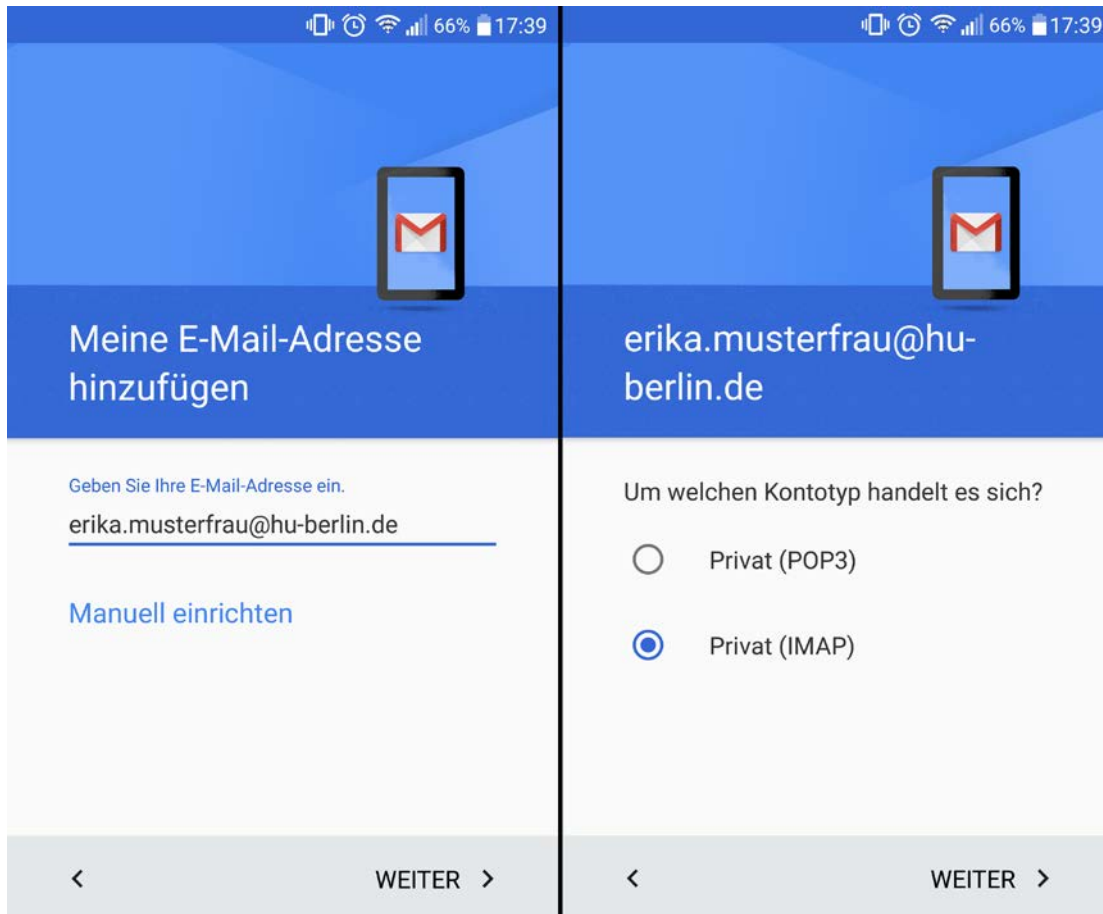 66% 17:39
Meine E-Mail-Adresse
hinzufügen
Geben Sie Ihre E-Mail-Adresse ein.
erika.musterfrau@hu-berlin.de
Manuell einrichten
WEITER
66% 17:39
erika.musterfrau@hu-
berlin.de
Um welchen Kontotyp handelt es sich?
Privat (POP3)
Privat (IMAP)
WEITER